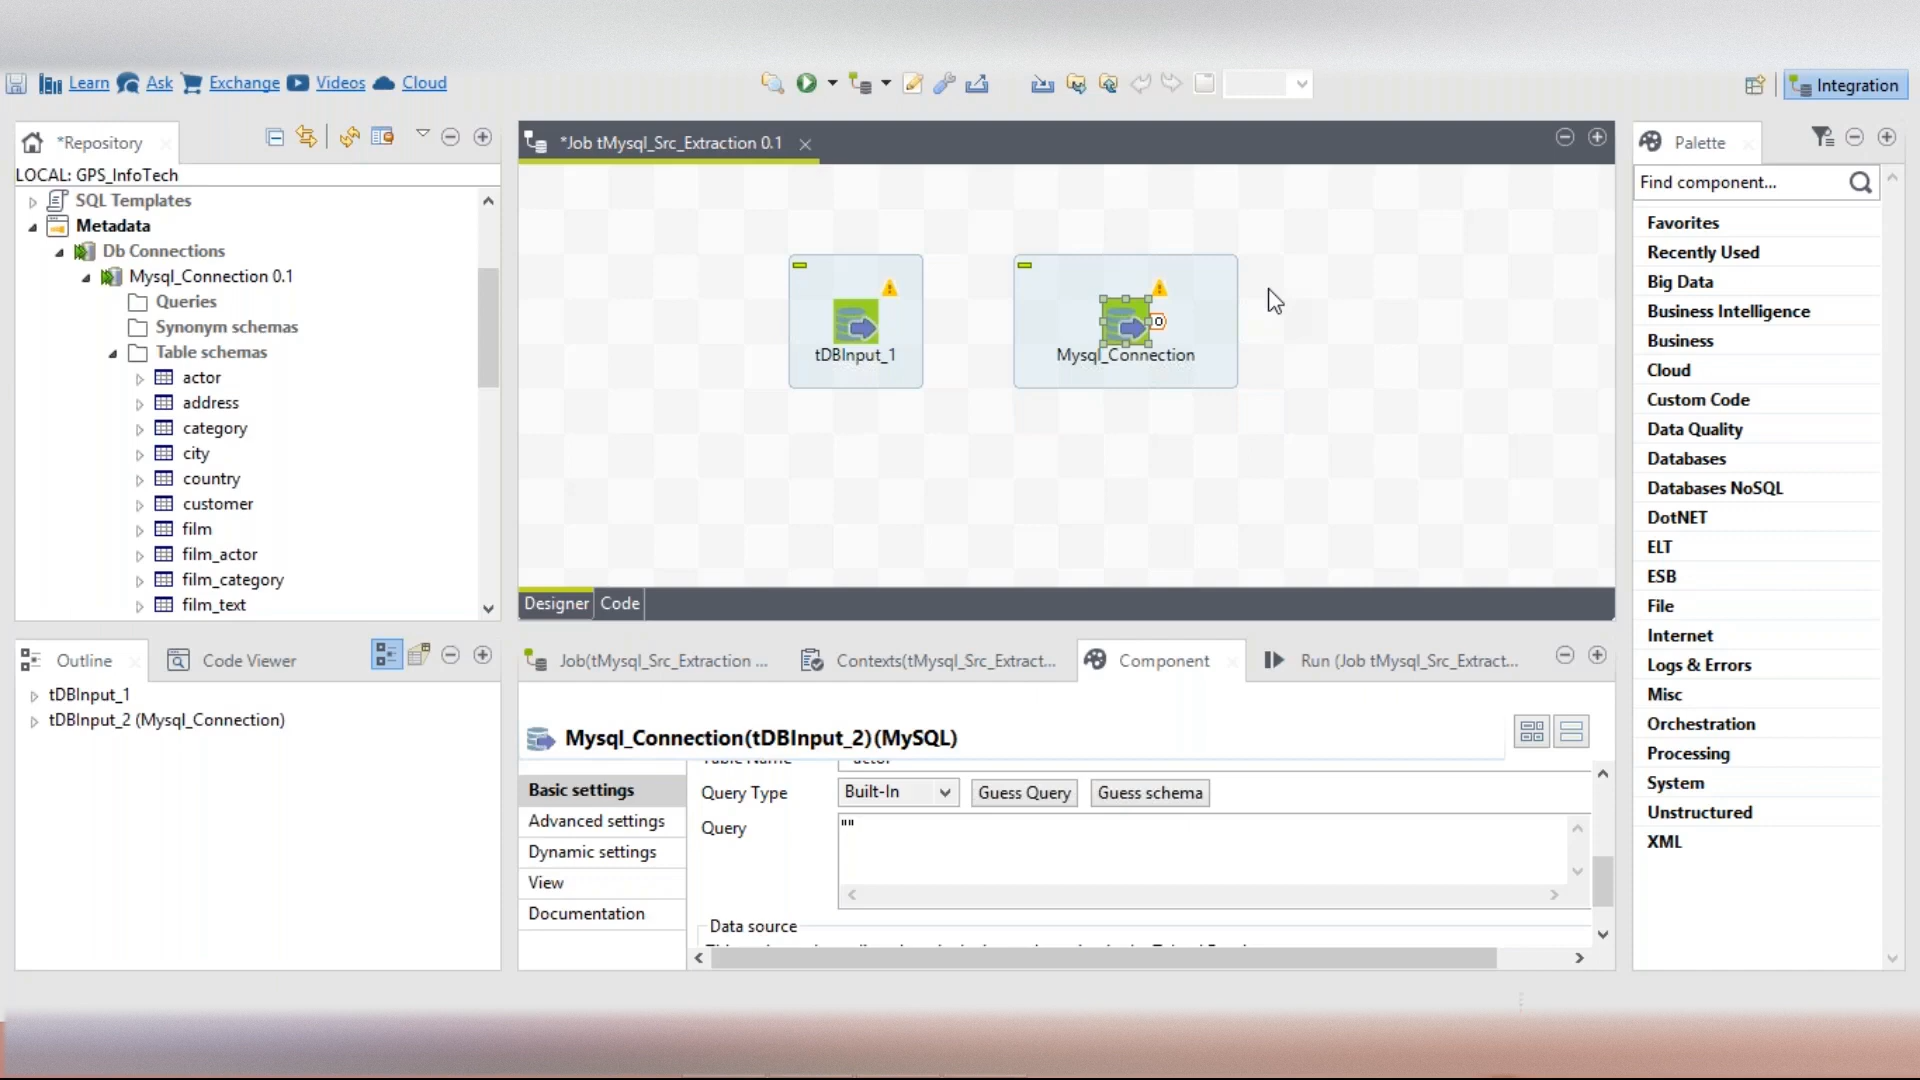 Learn Ask Exchange Videos Cloud
Integration
*Repository
LOCAL: GPS_InfoTech
SQL Templates
Metadata
Db Connections
Mysql_Connection 0.1
Queries
Synonym schemas
Table schemas
actor
address
category
city
country
customer
film
film_actor
film_category
film_text
*Job tMysql_Src_Extraction 0.1
tDBInput_1
Mysql_Connection
Designer Code
Palette
Find component...
Favorites
Recently Used
Big Data
Business Intelligence
Business
Cloud
Custom Code
Data Quality
Databases
Databases NoSQL
DotNET
ELT
ESB
File
Internet
Logs & Errors
Misc
Orchestration
Processing
System
Unstructured
XML
Outline Code Viewer
tDBInput_1
tDBInput_2 (Mysql_Connection)
Job(tMysql_Src_Extraction ... Contexts(tMysql_Src_Extract... Component Run (Job tMysql_Src_Extract...
Mysql_Connection(tDBInput_2)(MySQL)
Basic settings
Advanced settings
Dynamic settings
View
Documentation
Table Name actor
Query Type Built-In Guess Query Guess schema
Query ""
Data source